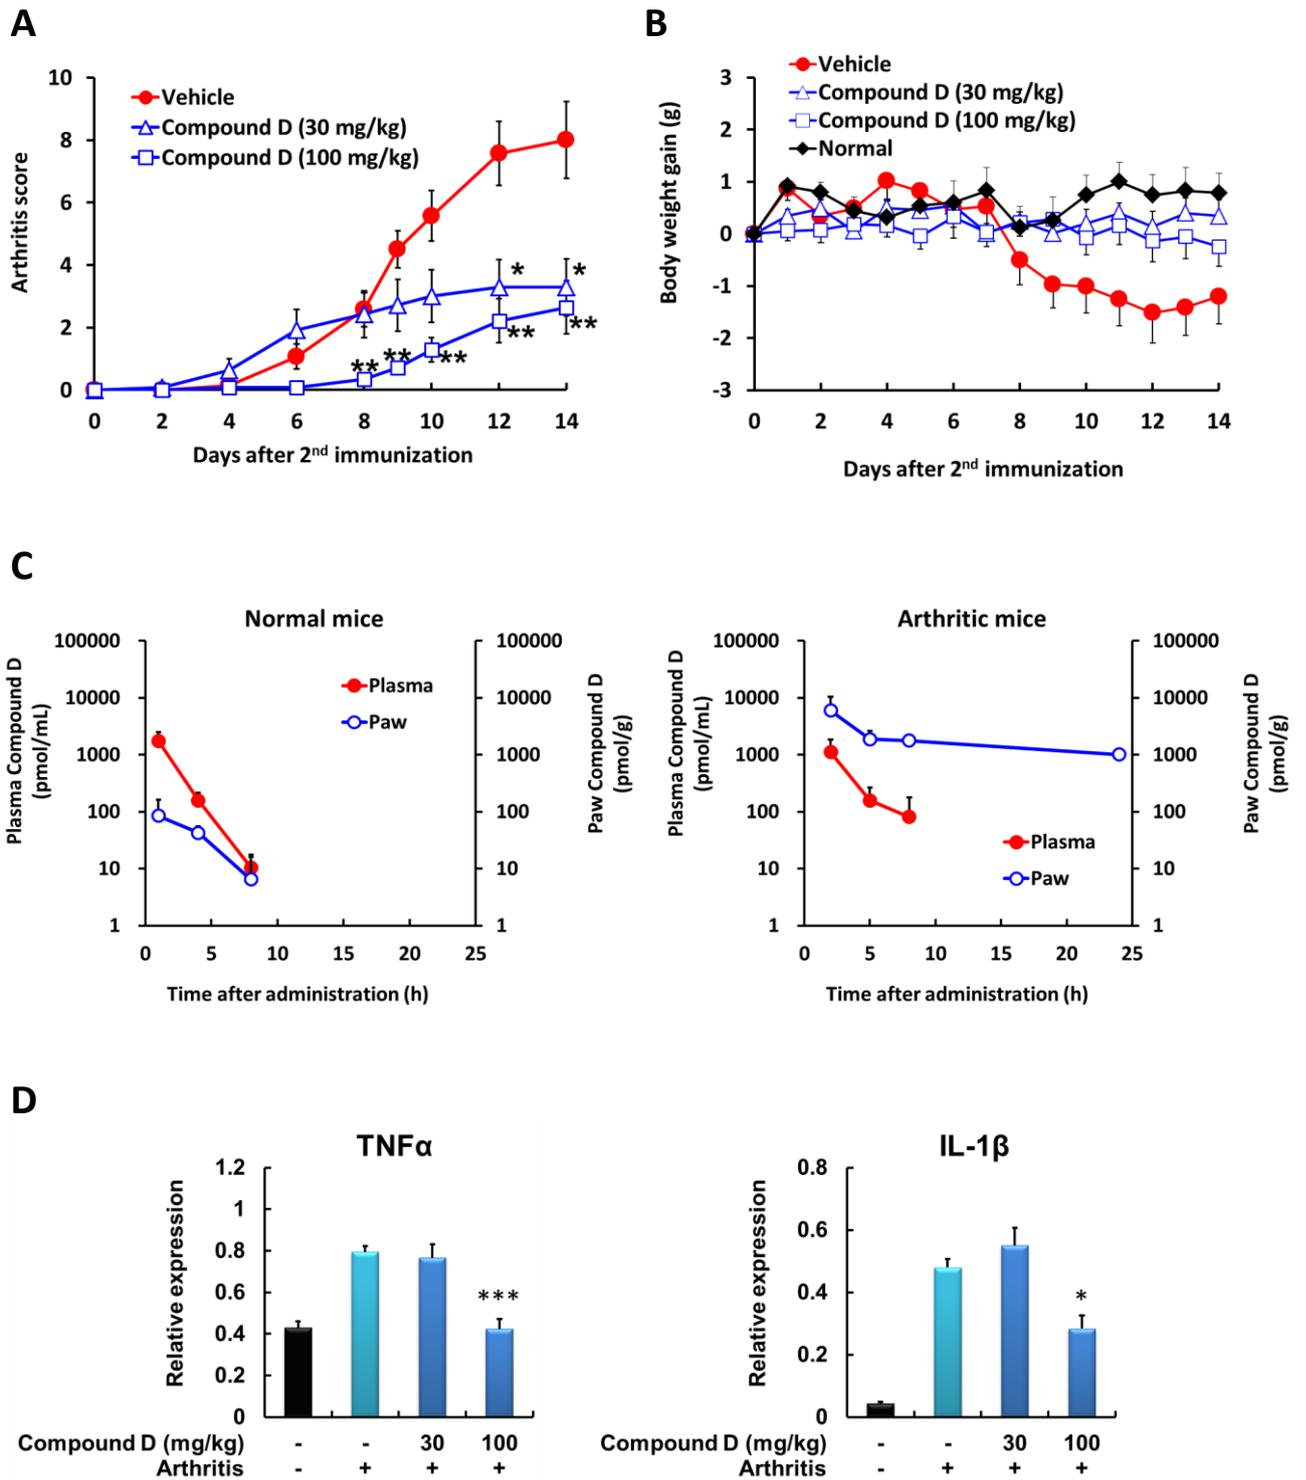 A
10
8
6
4
2
0
Arthritis score
Vehicle
Compound D (30 mg/kg)
Compound D (100 mg/kg)
*
*
**
**
**
**
**
0 2 4 6 8 10 12 14
Days after 2nd immunization
B
3
2
1
0
-1
-2
-3
Body weight gain (g)
Vehicle
Compound D (30 mg/kg)
Compound D (100 mg/kg)
Normal
0 2 4 6 8 10 12 14
Days after 2nd immunization
C
Normal mice
Plasma Compound D
(pmol/mL)
100000
10000
1000
100
10
1
Plasma
Paw
100000
10000
1000
100
10
1
Paw Compound D
(pmol/g)
0 5 10 15 20 25
Time after administration (h)
Arthritic mice
Plasma Compound D
(pmol/mL)
100000
10000
1000
100
10
1
Plasma
Paw
100000
10000
1000
100
10
1
Paw Compound D
(pmol/g)
0 5 10 15 20 25
Time after administration (h)
D
TNFα
Relative expression
1.2
1
0.8
0.6
0.4
0.2
0
***
Compound D (mg/kg) - - 30 100
Arthritis - + + +
IL-1β
Relative expression
0.8
0.6
0.4
0.2
0
*
Compound D (mg/kg) - - 30 100
Arthritis - + + +